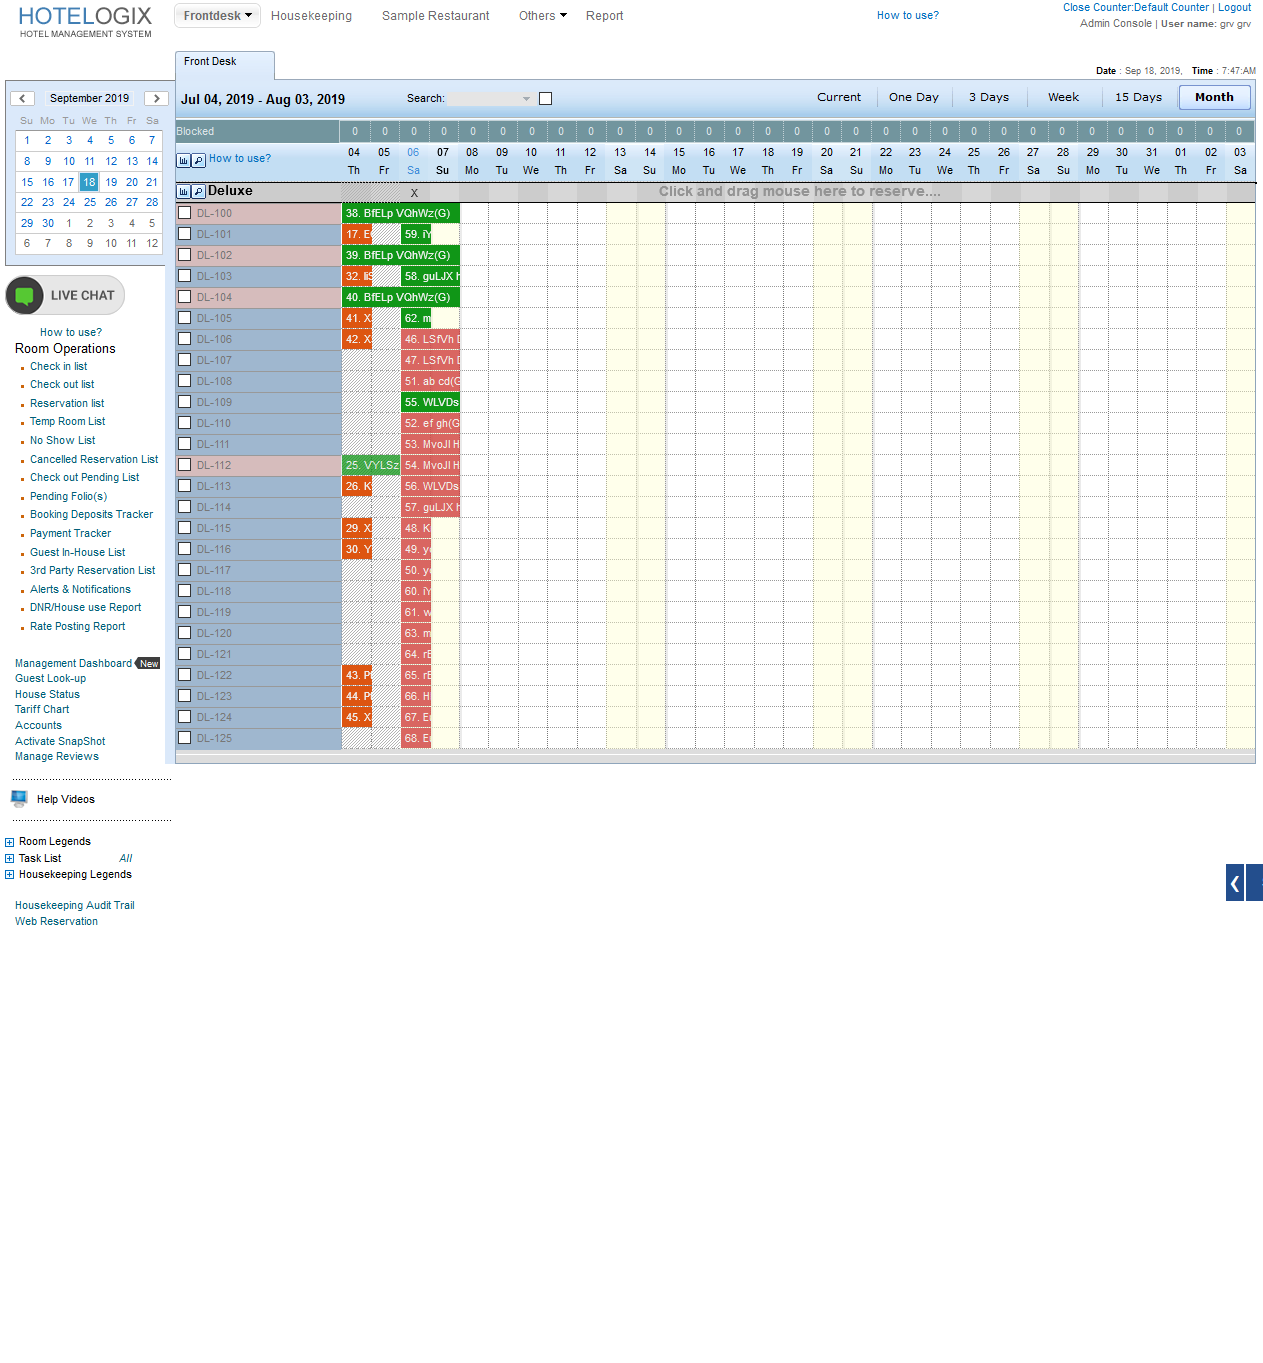 HOTELOGIX
HOTEL MANAGEMENT SYSTEM
Frontdesk Housekeeping Sample Restaurant Others Report
How to use?
Close Counter:Default Counter | Logout
Admin Console | User name: grv grv
Front Desk
Date : Sep 18, 2019, Time : 7:47:AM
September 2019
Su Mo Tu We Th Fr Sa
1 2 3 4 5 6 7
8 9 10 11 12 13 14
15 16 17 18 19 20 21
22 23 24 25 26 27 28
29 30 1 2 3 4 5
6 7 8 9 10 11 12
LIVE CHAT
How to use?
Room Operations
Check in list
Check out list
Reservation list
Temp Room List
No Show List
Cancelled Reservation List
Check out Pending List
Pending Folio(s)
Booking Deposits Tracker
Payment Tracker
Guest In-House List
3rd Party Reservation List
Alerts & Notifications
DNR/House use Report
Rate Posting Report
Management Dashboard New
Guest Look-up
House Status
Tariff Chart
Accounts
Activate SnapShot
Manage Reviews
Help Videos
Room Legends
Task List All
Housekeeping Legends
Housekeeping Audit Trail
Web Reservation
Jul 04, 2019 - Aug 03, 2019
Search:
Current One Day 3 Days Week 15 Days Month
Blocked 0 0 0 0 0 0 0 0 0 0 0 0 0 0 0 0 0 0 0 0 0 0 0 0 0 0 0 0 0 0 0
How to use?
04 05 06 07 08 09 10 11 12 13 14 15 16 17 18 19 20 21 22 23 24 25 26 27 28 29 30 31 01 02 03
Th Fr Sa Su Mo Tu We Th Fr Sa Su Mo Tu We Th Fr Sa Su Mo Tu We Th Fr Sa Su Mo Tu We Th Fr Sa
Deluxe X Click and drag mouse here to reserve....
DL-100 38. BfELp VQhWz(G)
DL-101 17. 59. iY
DL-102 39. BfELp VQhWz(G)
DL-103 32. 58. guLJX
DL-104 40. BfELp VQhWz(G)
DL-105 41. X 62. m
DL-106 42. X 46. LSfVh
DL-107 47. LSfVh
DL-108 51. ab cd(G
DL-109 55. WLVDs
DL-110 52. ef gh(G
DL-111 53. MvoJl H
DL-112 25. VYLSz 54. MvoJl H
DL-113 26. K 56. WLVDs
DL-114 57. guLJX
DL-115 29. X 48. K
DL-116 30. Y 49. y
DL-117 50. y
DL-118 60. iY
DL-119 61. w
DL-120 63. m
DL-121 64. r
DL-122 43. P 65. r
DL-123 44. P 66. H
DL-124 45. X 67. E
DL-125 68. E